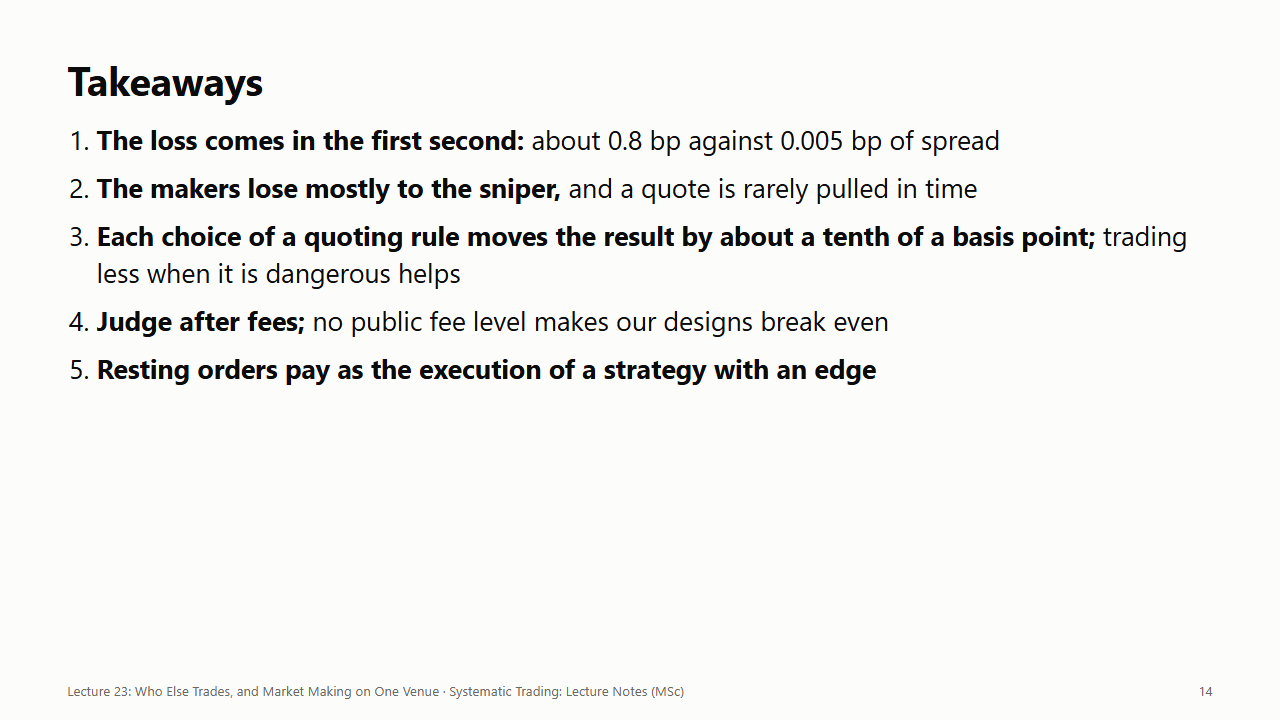 Takeaways
1. The loss comes in the first second: about 0.8 bp against 0.005 bp of spread
2. The makers lose mostly to the sniper, and a quote is rarely pulled in time
3. Each choice of a quoting rule moves the result by about a tenth of a basis point; trading
less when it is dangerous helps
4. Judge after fees; no public fee level makes our designs break even
5. Resting orders pay as the execution of a strategy with an edge
Lecture 23: Who Else Trades, and Market Making on One Venue · Systematic Trading: Lecture Notes (MSc)
14